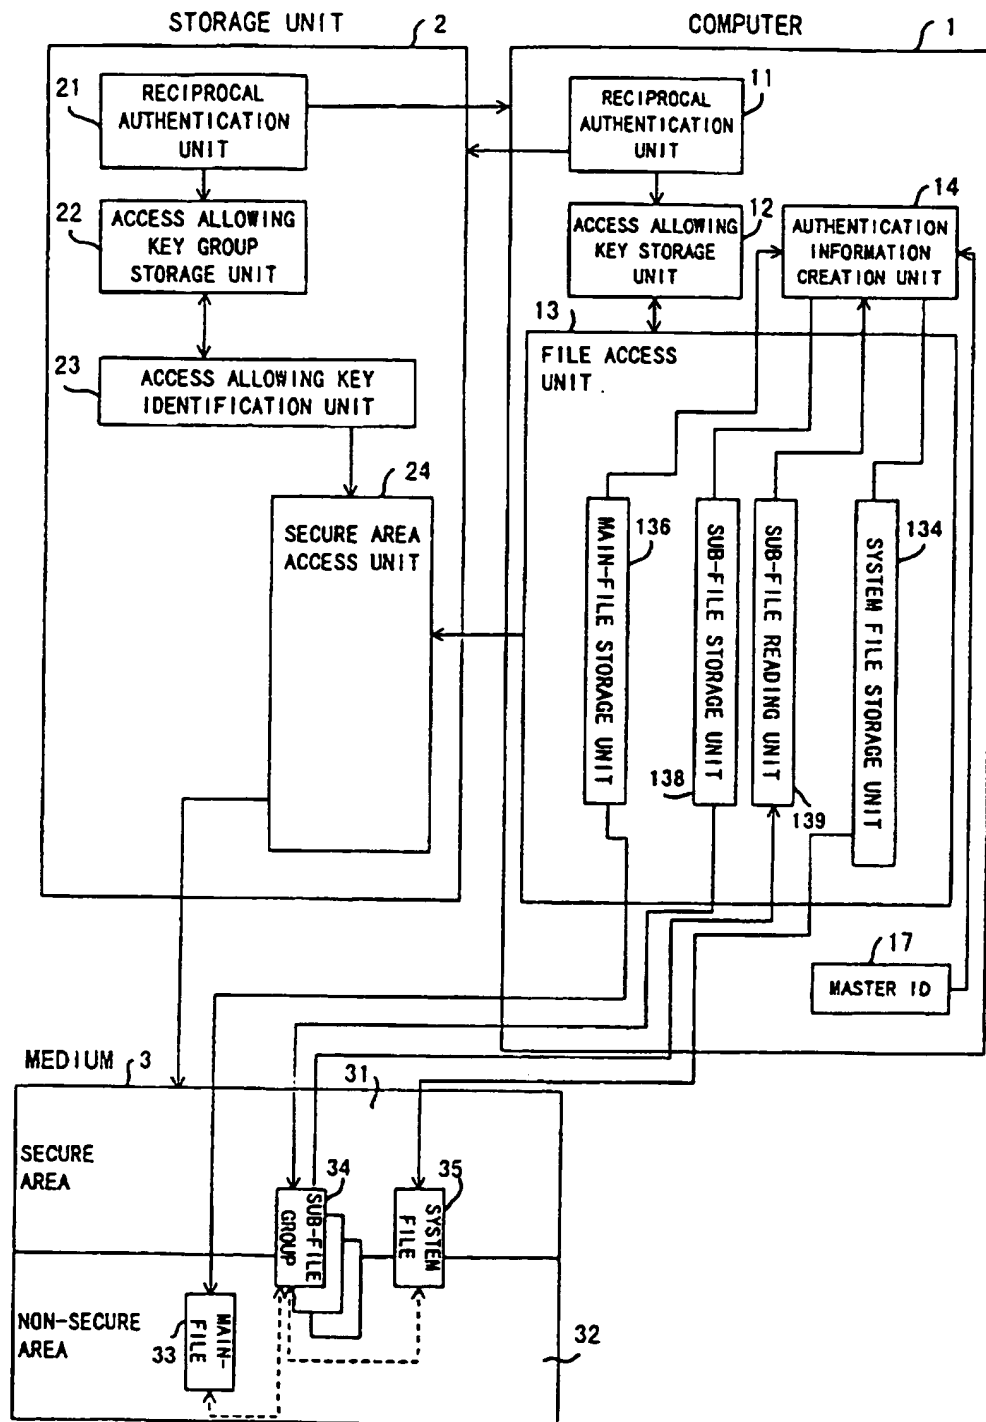 STORAGE UNIT
2
COMPUTER
1
21
RECIPROCAL
AUTHENTICATION
UNIT
11
RECIPROCAL
AUTHENTICATION
UNIT
22
ACCESS ALLOWING
KEY GROUP
STORAGE UNIT
12
ACCESS ALLOWING
KEY STORAGE
UNIT
14
AUTHENTICATION
INFORMATION
CREATION UNIT
13
FILE ACCESS
UNIT
23
ACCESS ALLOWING KEY
IDENTIFICATION UNIT
24
SECURE AREA
ACCESS UNIT
MAIN-FILE STORAGE UNIT
136
SUB-FILE STORAGE UNIT
138
SUB-FILE READING UNIT
139
SYSTEM FILE STORAGE UNIT
134
17
MASTER ID
MEDIUM 3
31
SECURE
AREA
34
SUB-FILE
GROUP
35
SYSTEM
FILE
NON-SECURE
AREA
33
MAIN-
FILE
32